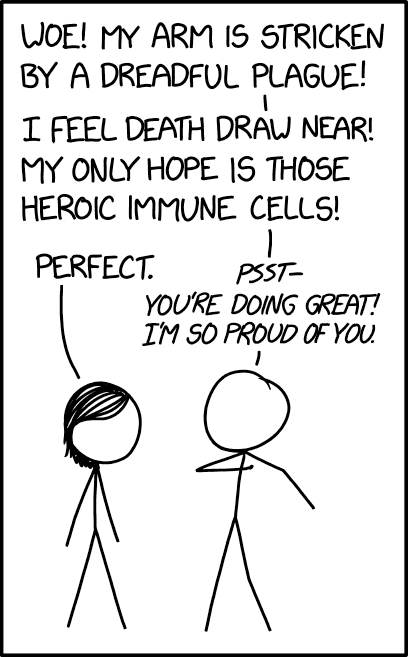 WOE! MY ARM IS STRICKEN
BY A DREADFUL PLAGUE!
I FEEL DEATH DRAW NEAR!
MY ONLY HOPE IS THOSE
HEROIC IMMUNE CELLS!
PERFECT.
PSST—
YOU'RE DOING GREAT!
I'M SO PROUD OF YOU.